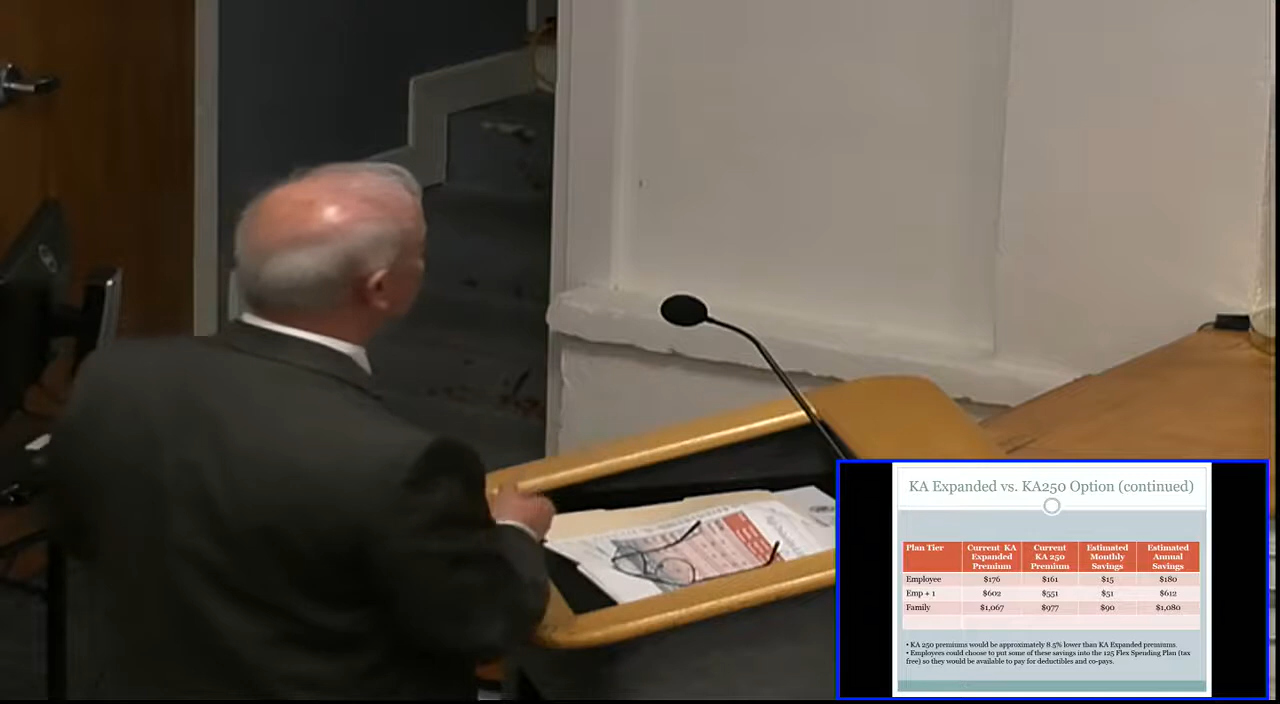 KA Expanded vs. KA250 Option (continued)
Plan Tier Current KA Expanded Premium Current KA 250 Premium Estimated Monthly Savings Estimated Annual Savings
Employee $176 $161 $15 $180
Emp + 1 $602 $551 $51 $612
Family $1,067 $977 $90 $1,080
• KA 250 premiums would be approximately 8.5% lower than KA Expanded premiums.
• Employees could choose to put some of these savings into the 125 Flex Spending Plan (tax
free) so they would be available to pay for deductibles and co-pays.